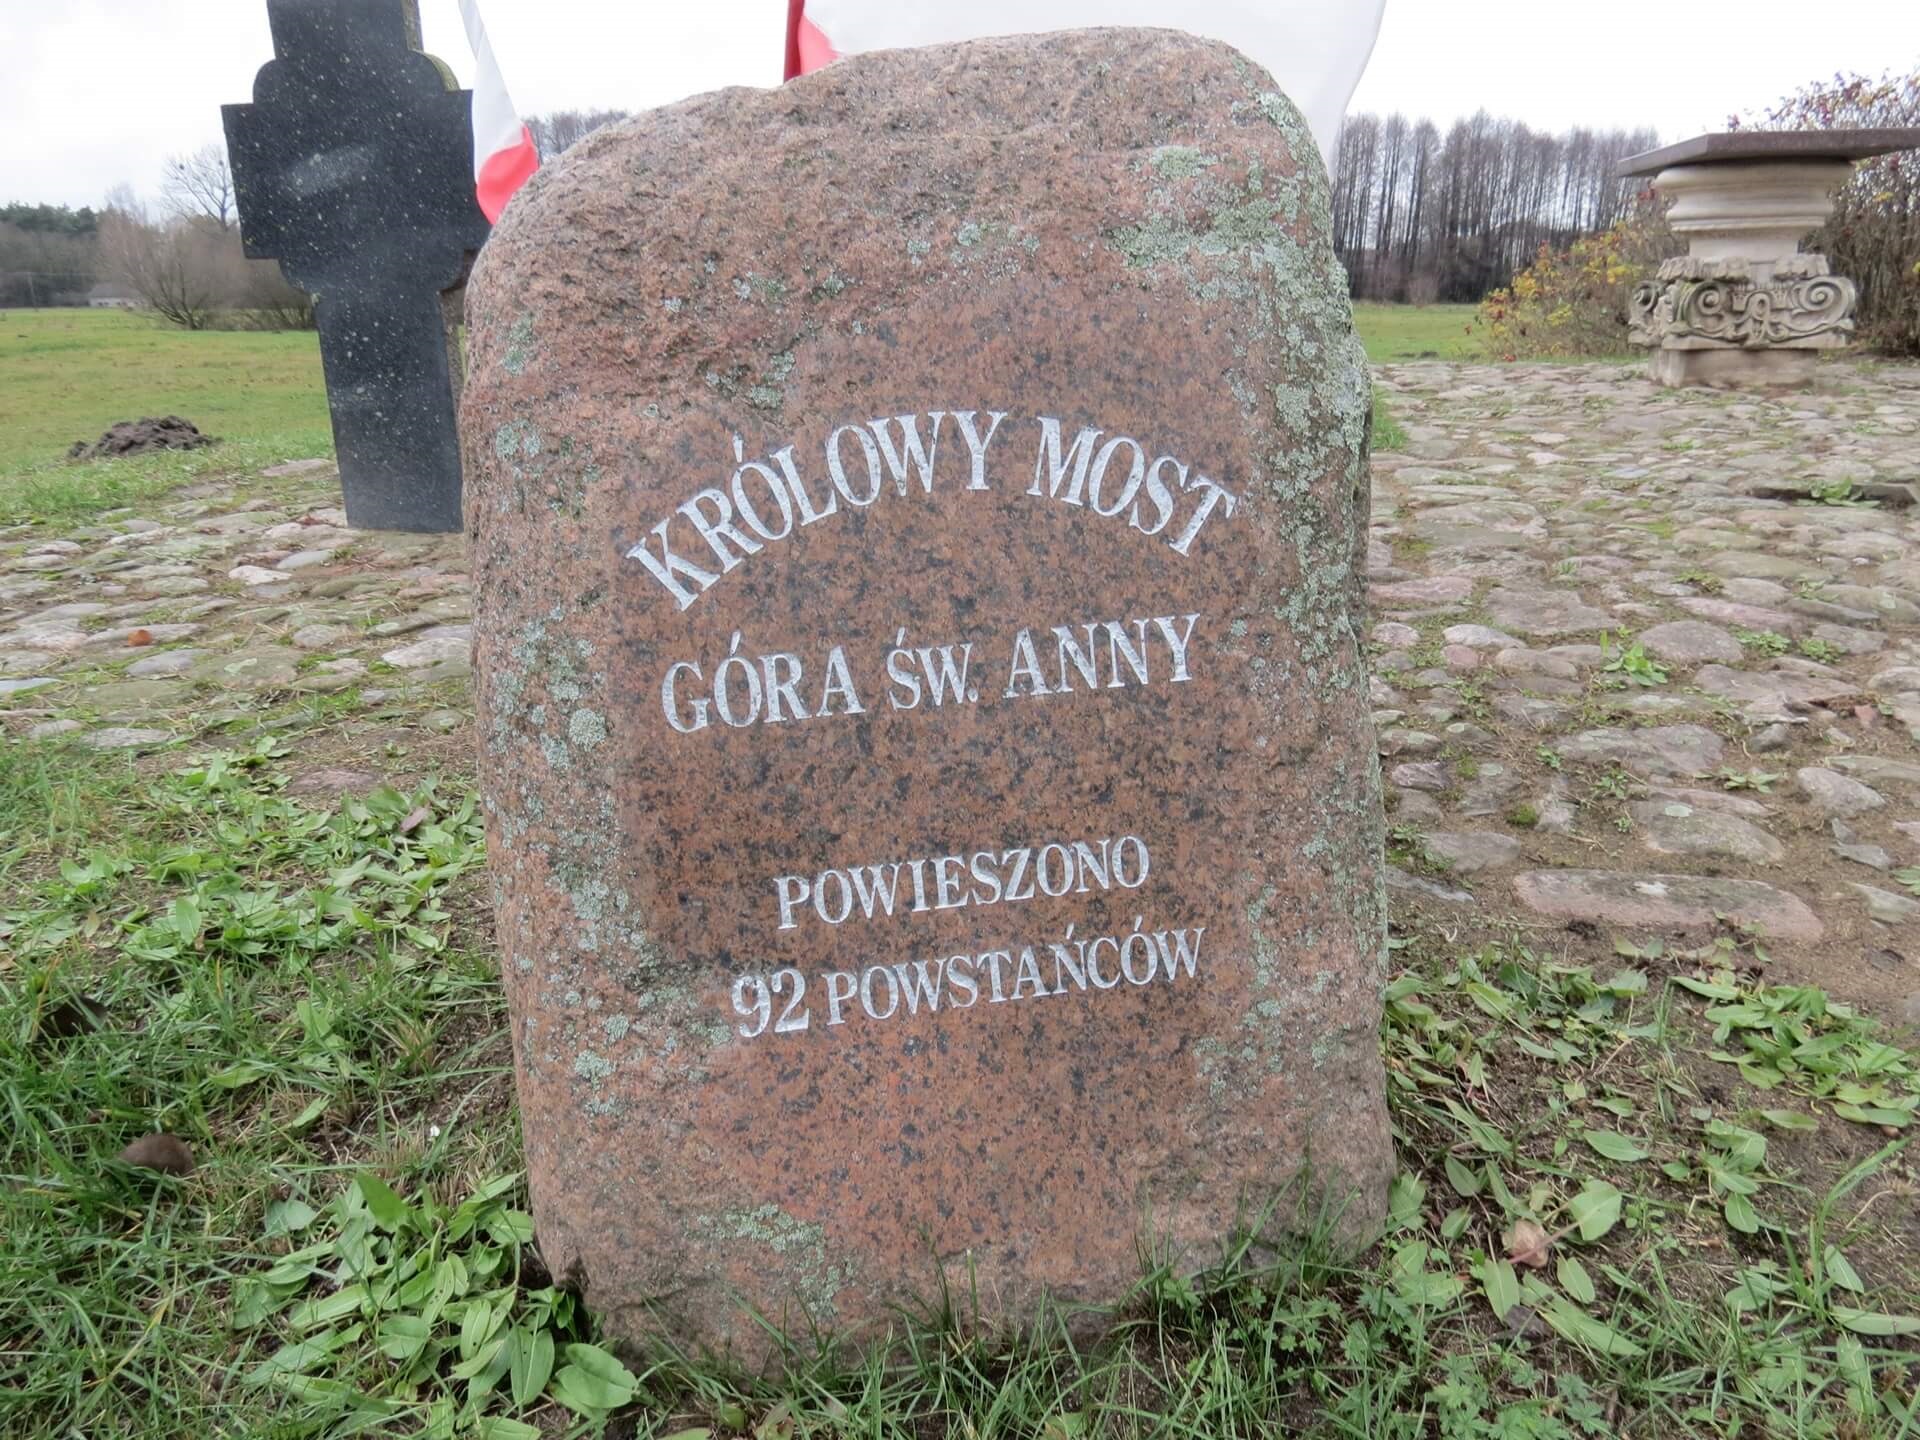 KRÓLOWY MOST
GÓRA ŚW. ANNY
POWIESZONO
92 POWSTAŃCÓW